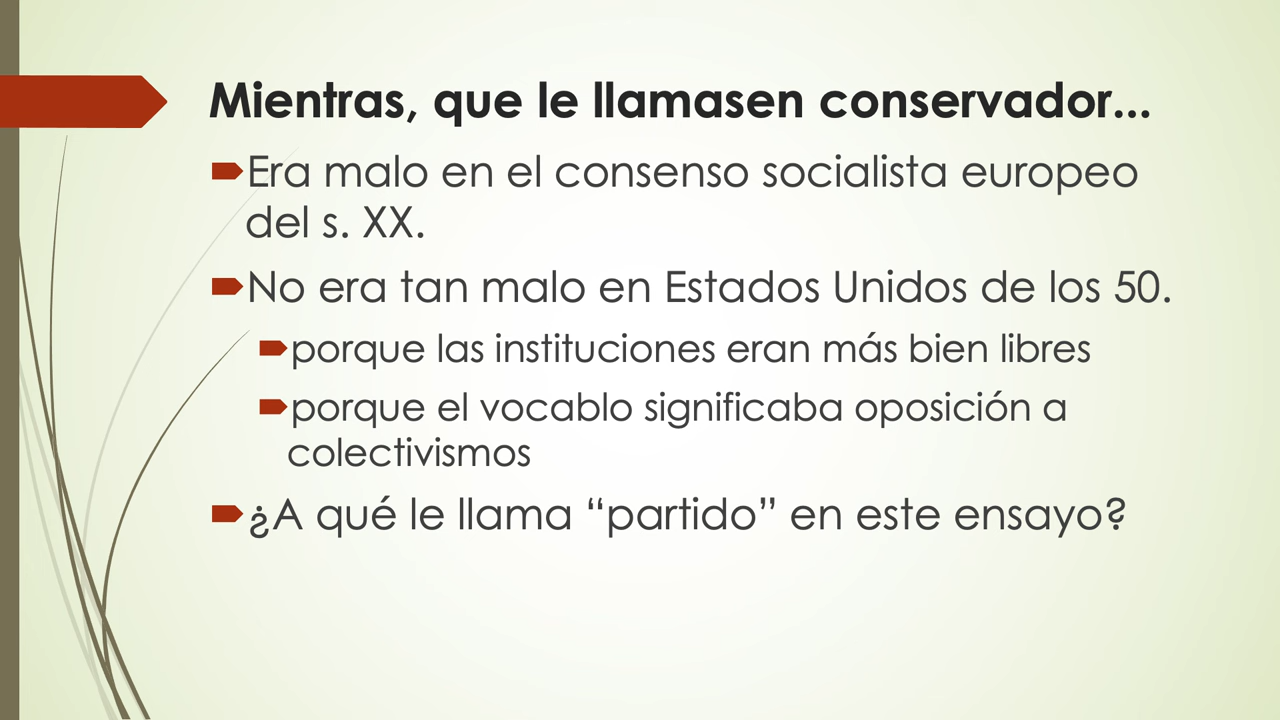 Mientras, que le llamasen conservador...
Era malo en el consenso socialista europeo
del s. XX.
No era tan malo en Estados Unidos de los 50.
porque las instituciones eran más bien libres
porque el vocablo significaba oposición a
colectivismos
¿A qué le llama “partido” en este ensayo?